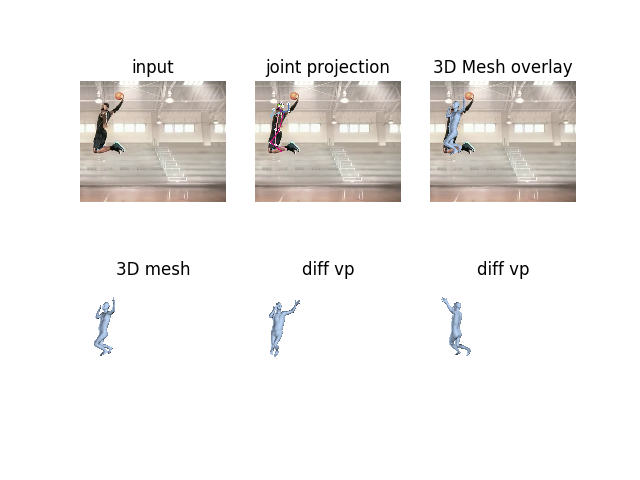 input
joint projection
3D Mesh overlay
3D mesh
diff vp
diff vp